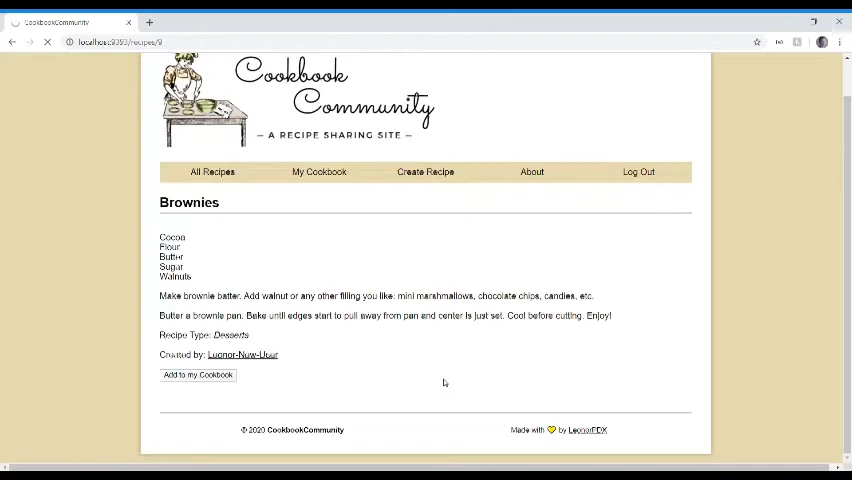 CookbookCommunity
localhost:9393/recipes/9
Cookbook
Community
— A RECIPE SHARING SITE —
All Recipes My Cookbook Create Recipe About Log Out
Brownies
Cocoa
Flour
Butter
Sugar
Walnuts
Make brownie batter. Add walnut or any other filling you like: mini marshmallows, chocolate chips, candies, etc.
Butter a brownie pan. Bake until edges start to pull away from pan and center is just set. Cool before cutting. Enjoy!
Recipe Type: Desserts
Created by: Leonor-New-User
Add to my Cookbook
© 2020 CookbookCommunity Made with 💛 by LeonorPDX